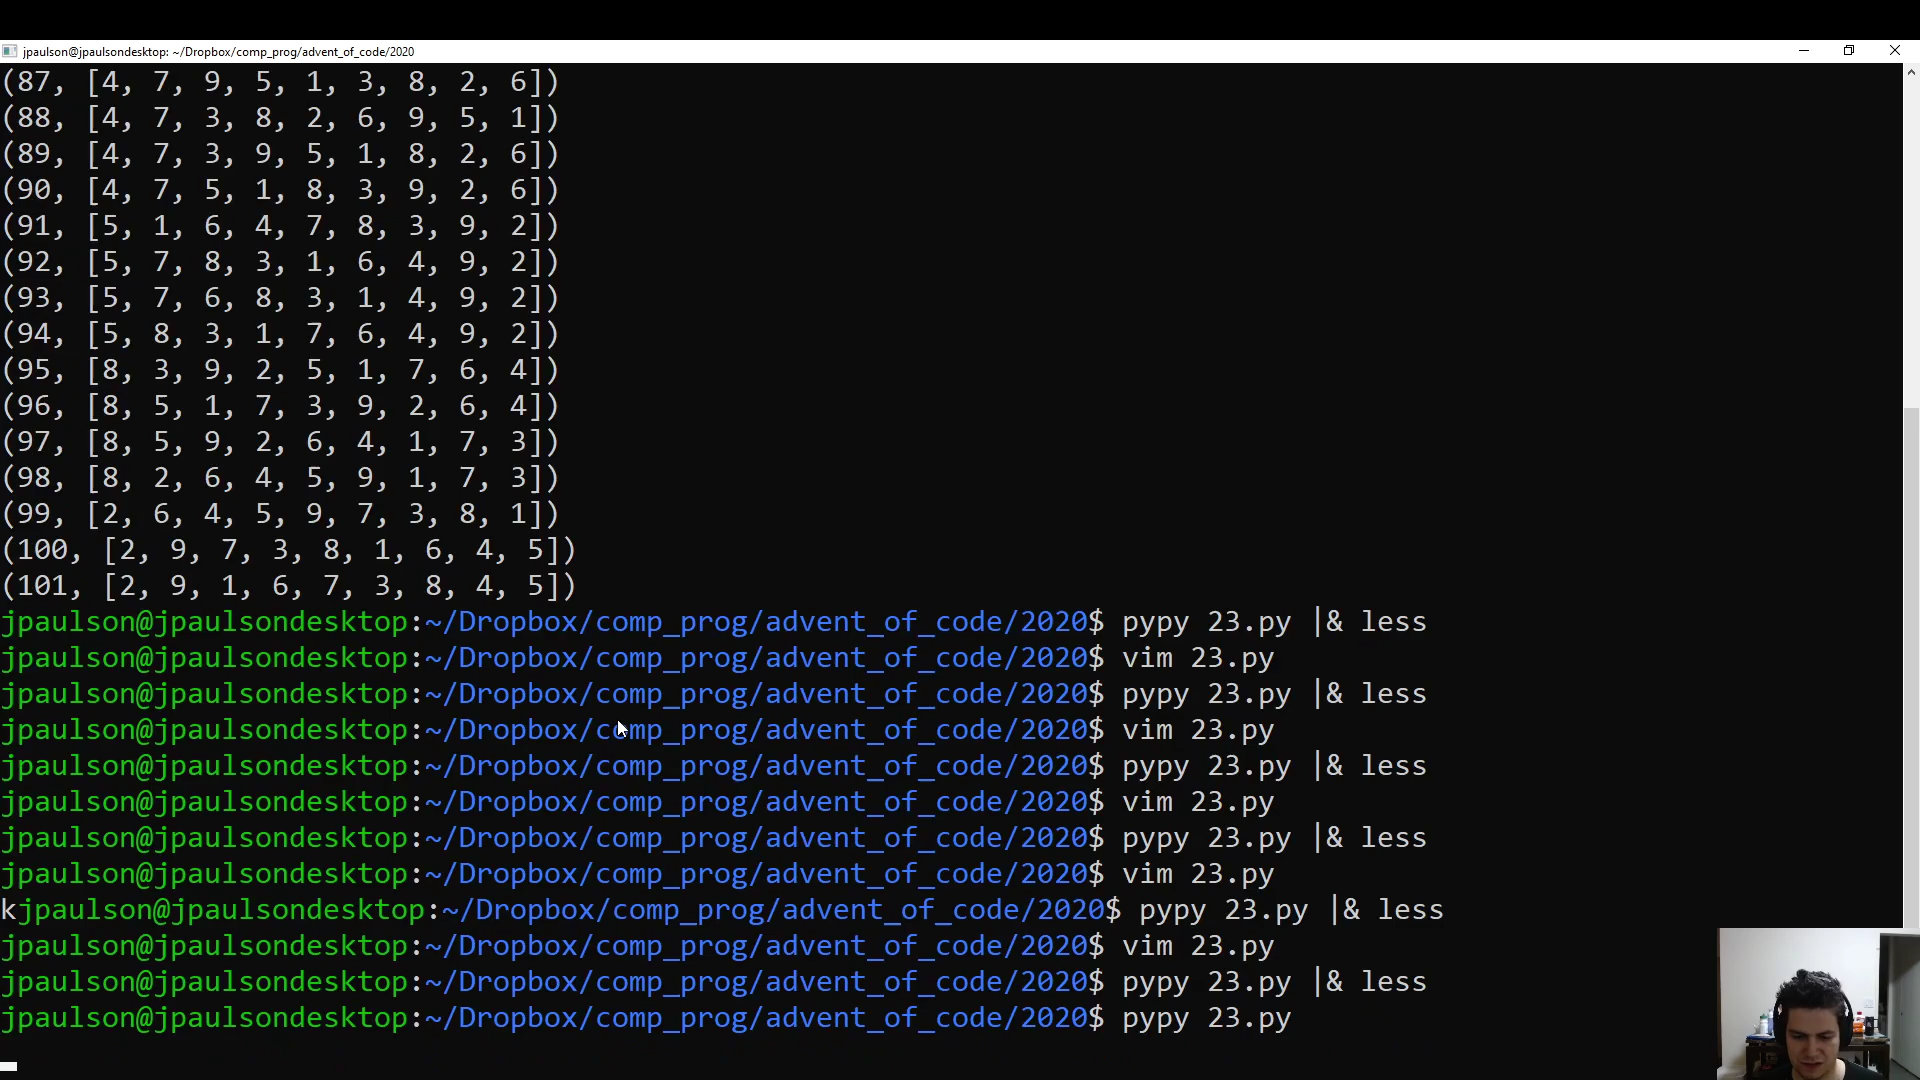 jpaulson@jpaulsondesktop: ~/Dropbox/comp_prog/advent_of_code/2020
(87, [4, 7, 9, 5, 1, 3, 8, 2, 6])
(88, [4, 7, 3, 8, 2, 6, 9, 5, 1])
(89, [4, 7, 3, 9, 5, 1, 8, 2, 6])
(90, [4, 7, 5, 1, 8, 3, 9, 2, 6])
(91, [5, 1, 6, 4, 7, 8, 3, 9, 2])
(92, [5, 7, 8, 3, 1, 6, 4, 9, 2])
(93, [5, 7, 6, 8, 3, 1, 4, 9, 2])
(94, [5, 8, 3, 1, 7, 6, 4, 9, 2])
(95, [8, 3, 9, 2, 5, 1, 7, 6, 4])
(96, [8, 5, 1, 7, 3, 9, 2, 6, 4])
(97, [8, 5, 9, 2, 6, 4, 1, 7, 3])
(98, [8, 2, 6, 4, 5, 9, 1, 7, 3])
(99, [2, 6, 4, 5, 9, 7, 3, 8, 1])
(100, [2, 9, 7, 3, 8, 1, 6, 4, 5])
(101, [2, 9, 1, 6, 7, 3, 8, 4, 5])
jpaulson@jpaulsondesktop:~/Dropbox/comp_prog/advent_of_code/2020$ pypy 23.py |& less
jpaulson@jpaulsondesktop:~/Dropbox/comp_prog/advent_of_code/2020$ vim 23.py
jpaulson@jpaulsondesktop:~/Dropbox/comp_prog/advent_of_code/2020$ pypy 23.py |& less
jpaulson@jpaulsondesktop:~/Dropbox/comp_prog/advent_of_code/2020$ vim 23.py
jpaulson@jpaulsondesktop:~/Dropbox/comp_prog/advent_of_code/2020$ pypy 23.py |& less
jpaulson@jpaulsondesktop:~/Dropbox/comp_prog/advent_of_code/2020$ vim 23.py
jpaulson@jpaulsondesktop:~/Dropbox/comp_prog/advent_of_code/2020$ pypy 23.py |& less
jpaulson@jpaulsondesktop:~/Dropbox/comp_prog/advent_of_code/2020$ vim 23.py
kjpaulson@jpaulsondesktop:~/Dropbox/comp_prog/advent_of_code/2020$ pypy 23.py |& less
jpaulson@jpaulsondesktop:~/Dropbox/comp_prog/advent_of_code/2020$ vim 23.py
jpaulson@jpaulsondesktop:~/Dropbox/comp_prog/advent_of_code/2020$ pypy 23.py |& less
jpaulson@jpaulsondesktop:~/Dropbox/comp_prog/advent_of_code/2020$ pypy 23.py